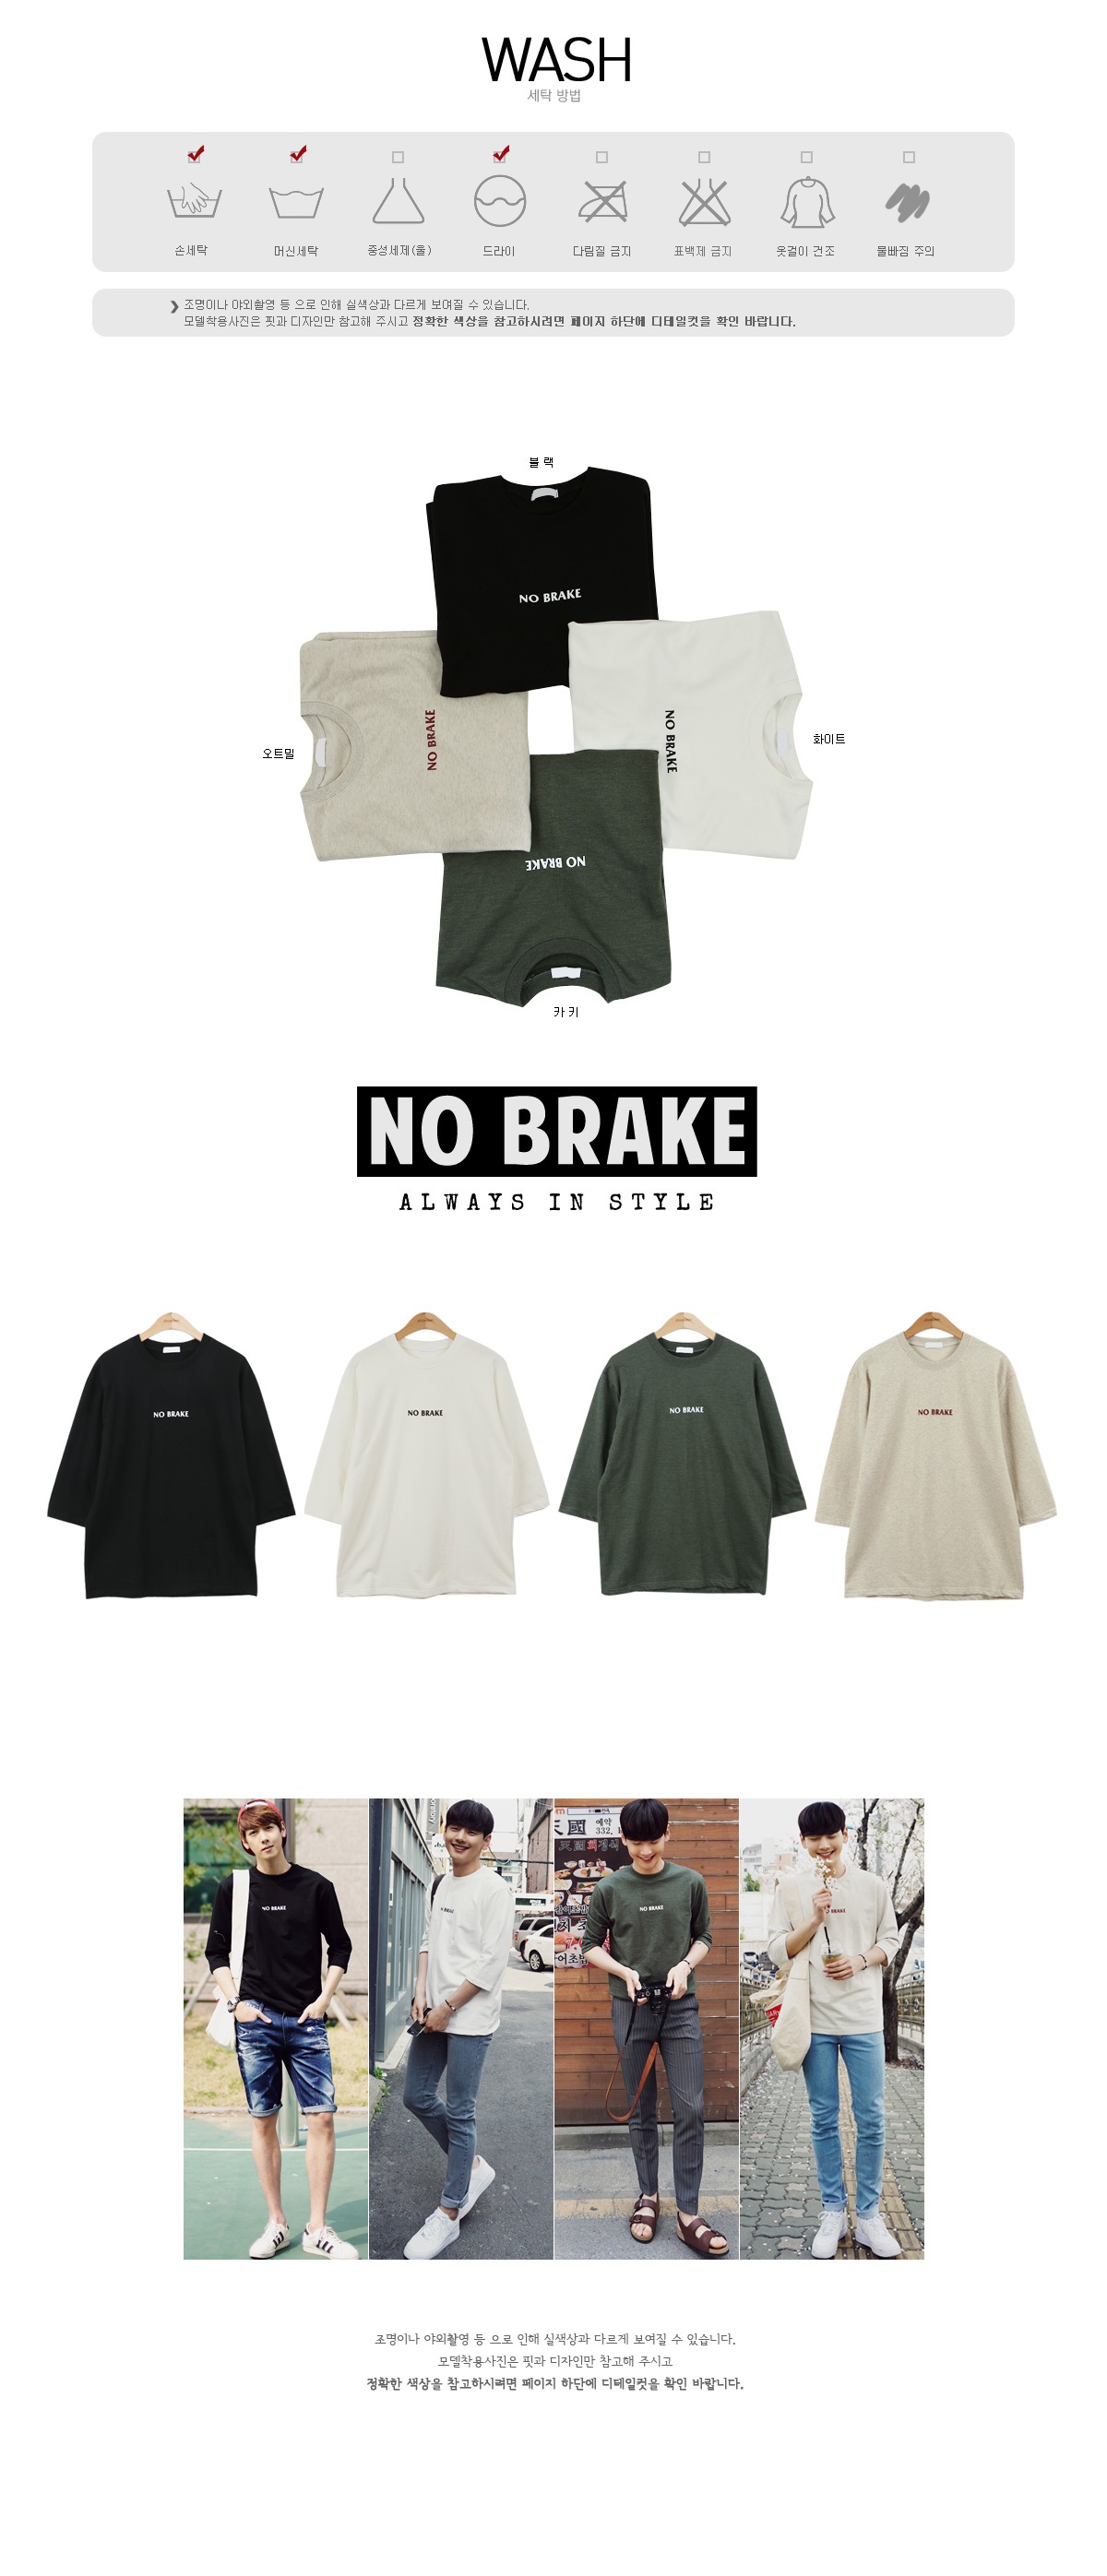 WASH
세탁 방법
손세탁
머신세탁
중성세제(울)
드라이
다림질 금지
표백제 금지
옷걸이 건조
물빠짐 주의
조명이나 야외촬영 등 으로 인해 실색상과 다르게 보여질 수 있습니다.
모델착용사진은 핏과 디자인만 참고해 주시고 정확한 색상을 참고하시려면 페이지 하단에 디테일컷을 확인 바랍니다.
블랙
NO BRAKE
오트밀
NO BRAKE
NO BRAKE
화이트
NO BRAKE
카키
NO BRAKE
ALWAYS IN STYLE
NO BRAKE
NO BRAKE
NO BRAKE
NO BRAKE
NO BRAKE
NO BRAKE
예약
332.
天國
NO BRAKE
BRAKE
조명이나 야외촬영 등 으로 인해 실색상과 다르게 보여질 수 있습니다.
모델착용사진은 핏과 디자인만 참고해 주시고
정확한 색상을 참고하시려면 페이지 하단에 디테일컷을 확인 바랍니다.